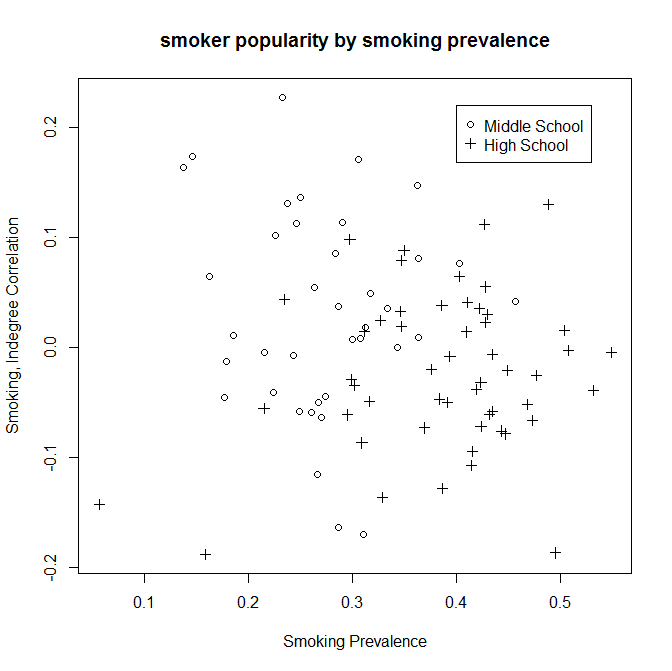 smoker popularity by smoking prevalence
Middle School
High School
Smoking, Indegree Correlation
0.2
0.1
0.0
-0.1
-0.2
0.1 0.2 0.3 0.4 0.5
Smoking Prevalence